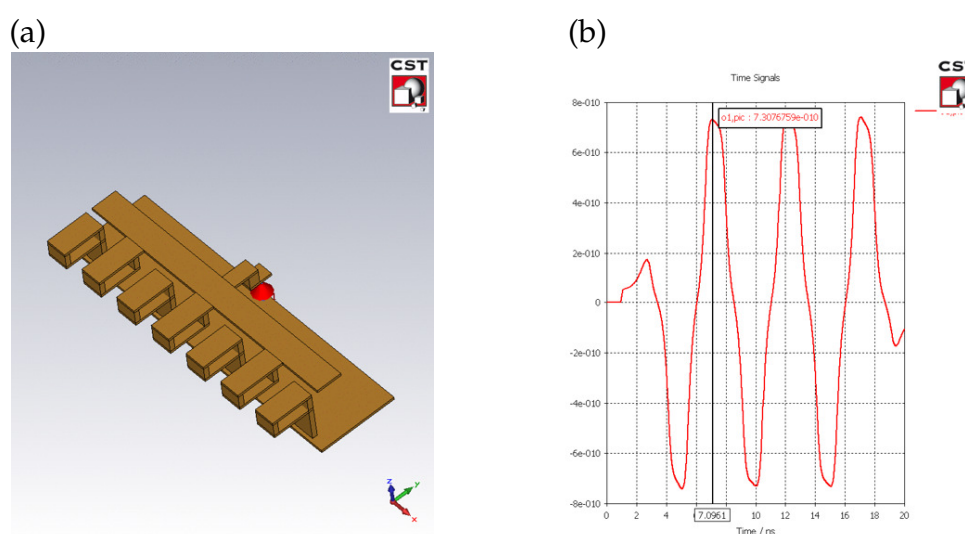 (a)
(b)
CST
CST
Time Signals
o1,pic : 7.3076759e-010
8e-010
6e-010
4e-010
2e-010
0
-2e-010
-4e-010
-6e-010
-8e-010
0 2 4 7.0961 10 12 14 16 18 20
Time / ns
z
y
x